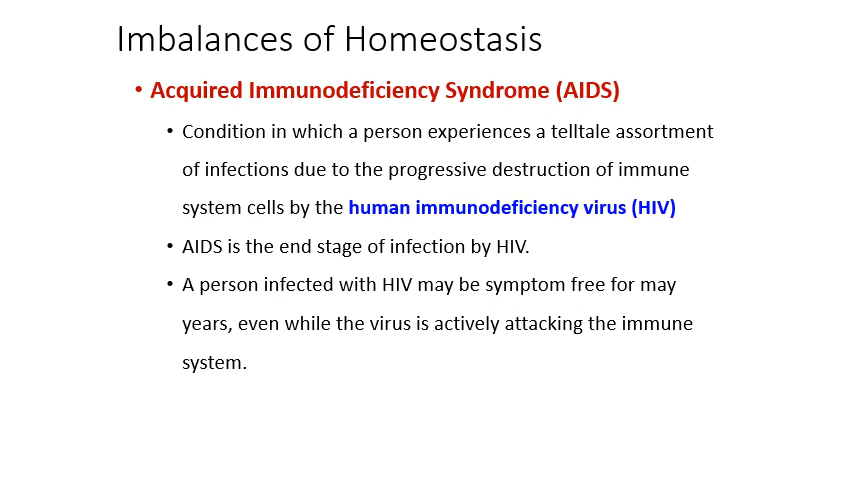 Imbalances of Homeostasis
• Acquired Immunodeficiency Syndrome (AIDS)
• Condition in which a person experiences a telltale assortment
of infections due to the progressive destruction of immune
system cells by the human immunodeficiency virus (HIV)
• AIDS is the end stage of infection by HIV.
• A person infected with HIV may be symptom free for may
years, even while the virus is actively attacking the immune
system.